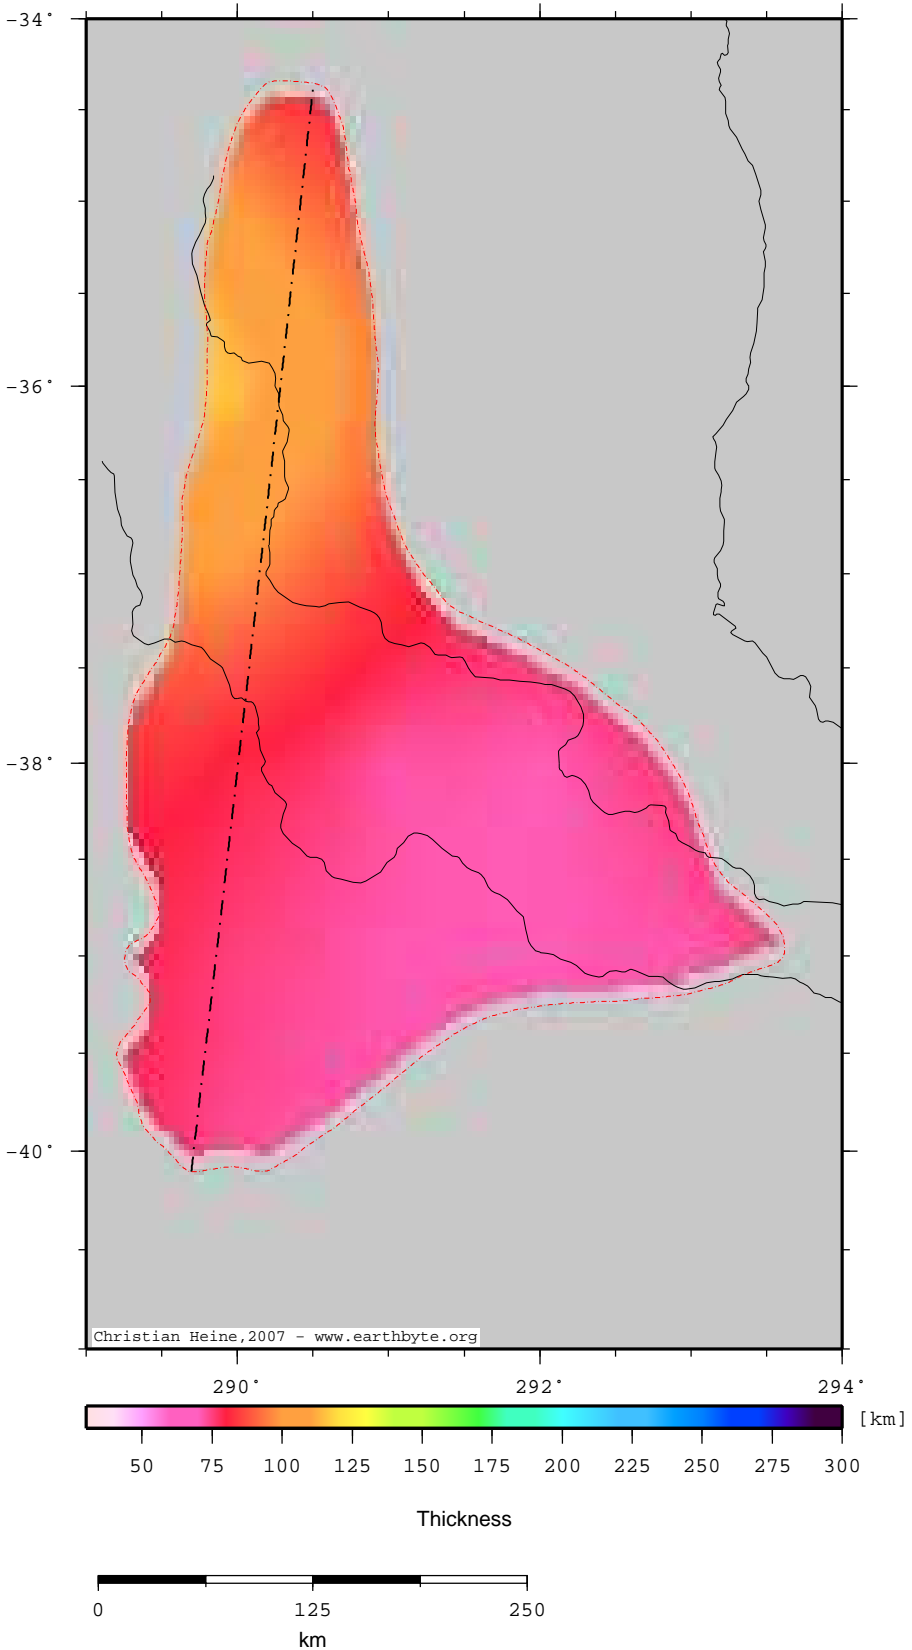 −34°
−36°
−38°
−40°
Christian Heine,2007 − www.earthbyte.org
290° 292° 294°
[km]
50 75 100 125 150 175 200 225 250 275 300
Thickness
0 125 250
km